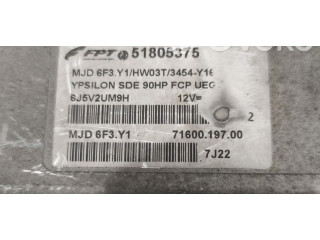 FPT 51805375
MJD 6F3.Y1/HW03T/3454-Y16
YPSILON SDE 90HP FCP UEG
6J5V2UM9H 12V=
2
MJD 6F3.Y1 71600.197.00
7J22